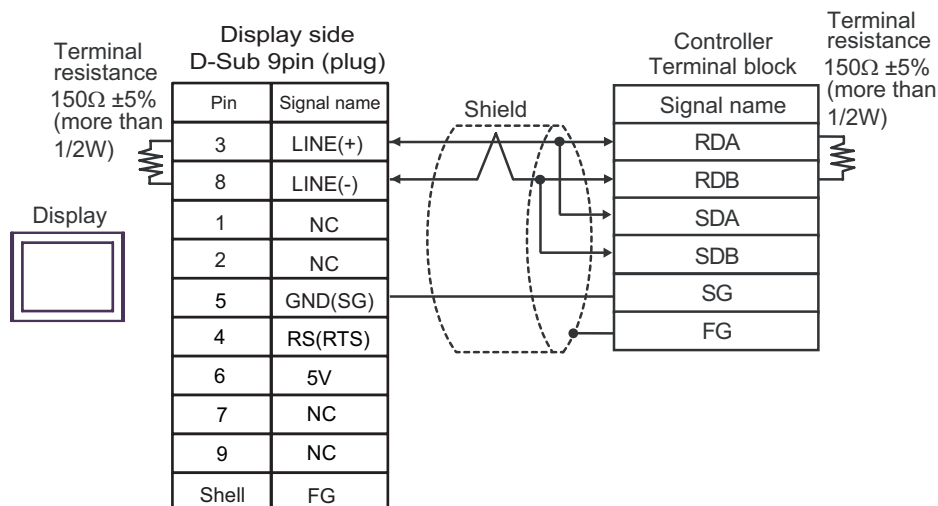 Terminal
resistance
150Ω ±5%
(more than
1/2W)
Display side
D-Sub 9pin (plug)
Pin Signal name
3 LINE(+)
8 LINE(-)
1 NC
2 NC
5 GND(SG)
4 RS(RTS)
6 5V
7 NC
9 NC
Shell FG
Display
Shield
Controller
Terminal block
Signal name
RDA
RDB
SDA
SDB
SG
FG
Terminal
resistance
150Ω ±5%
(more than
1/2W)